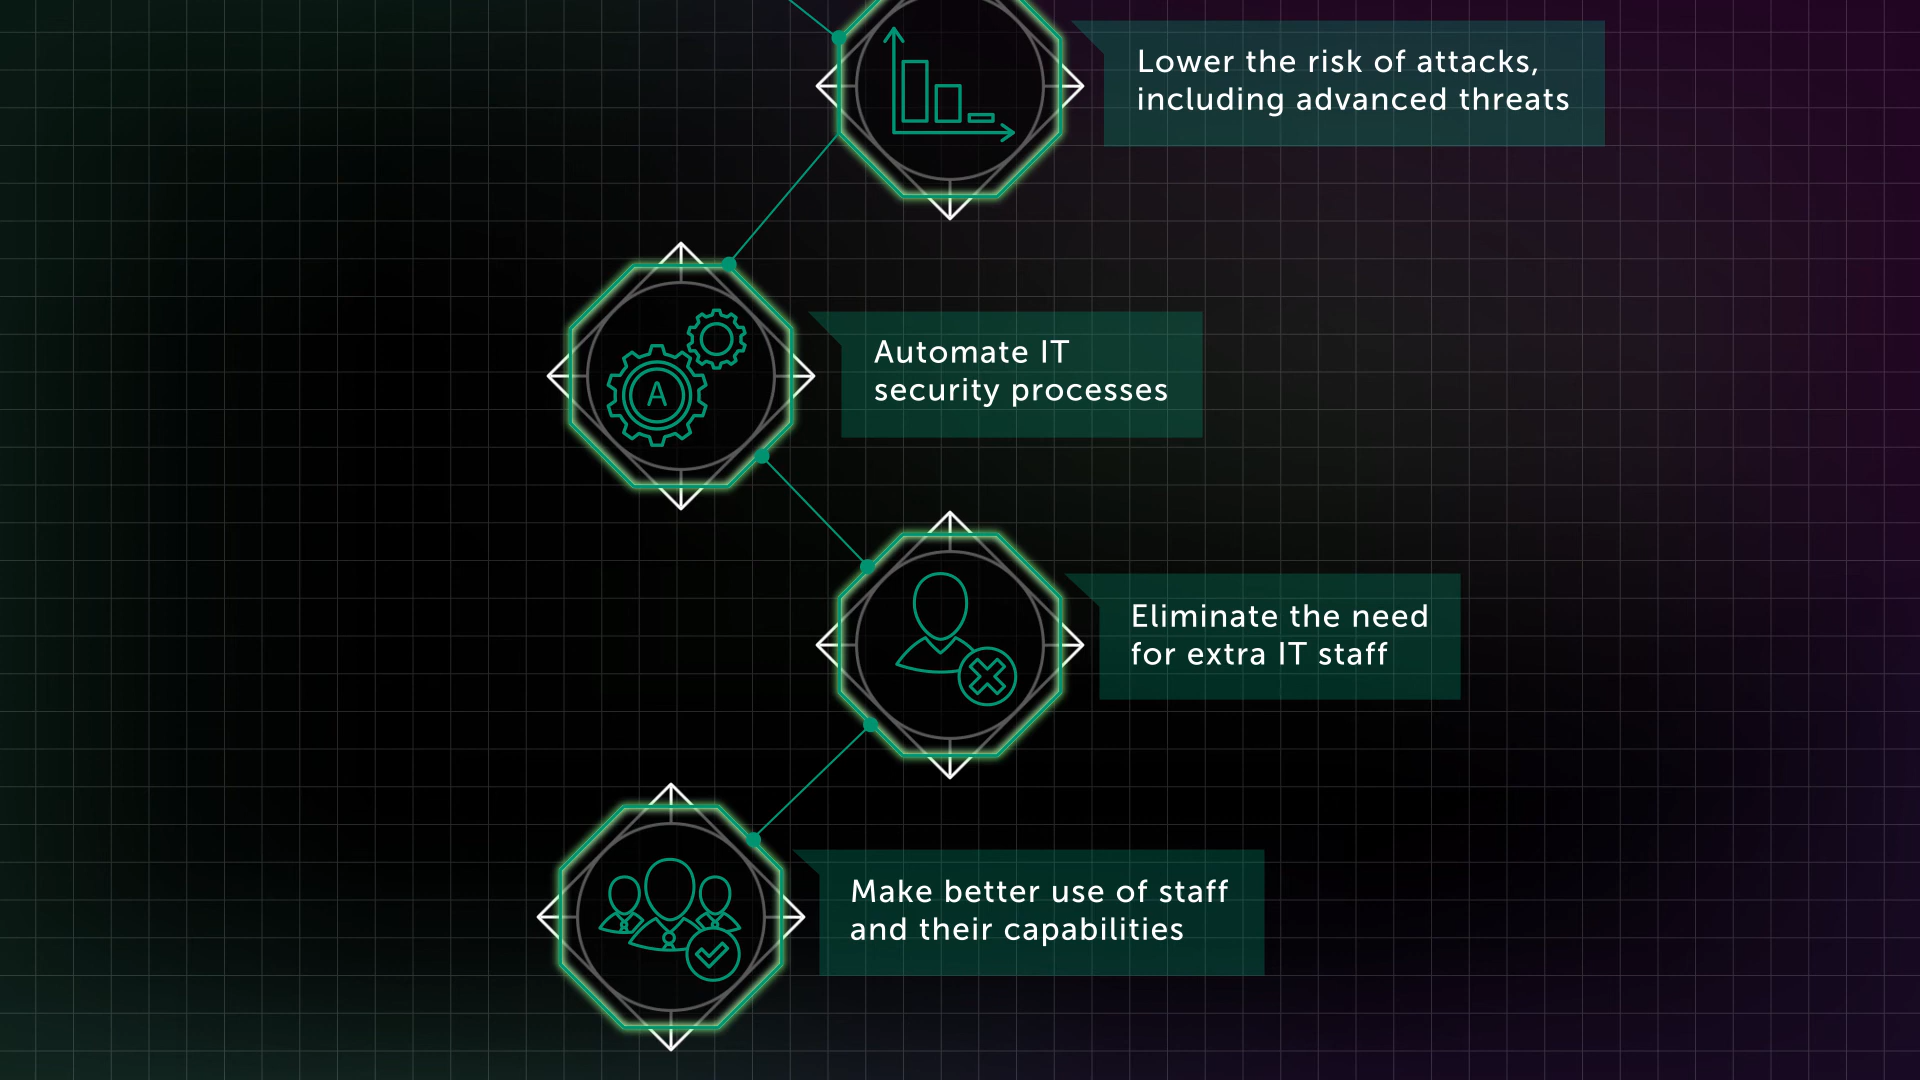 Lower the risk of attacks,
including advanced threats
Automate IT
security processes
A
Eliminate the need
for extra IT staff
Make better use of staff
and their capabilities